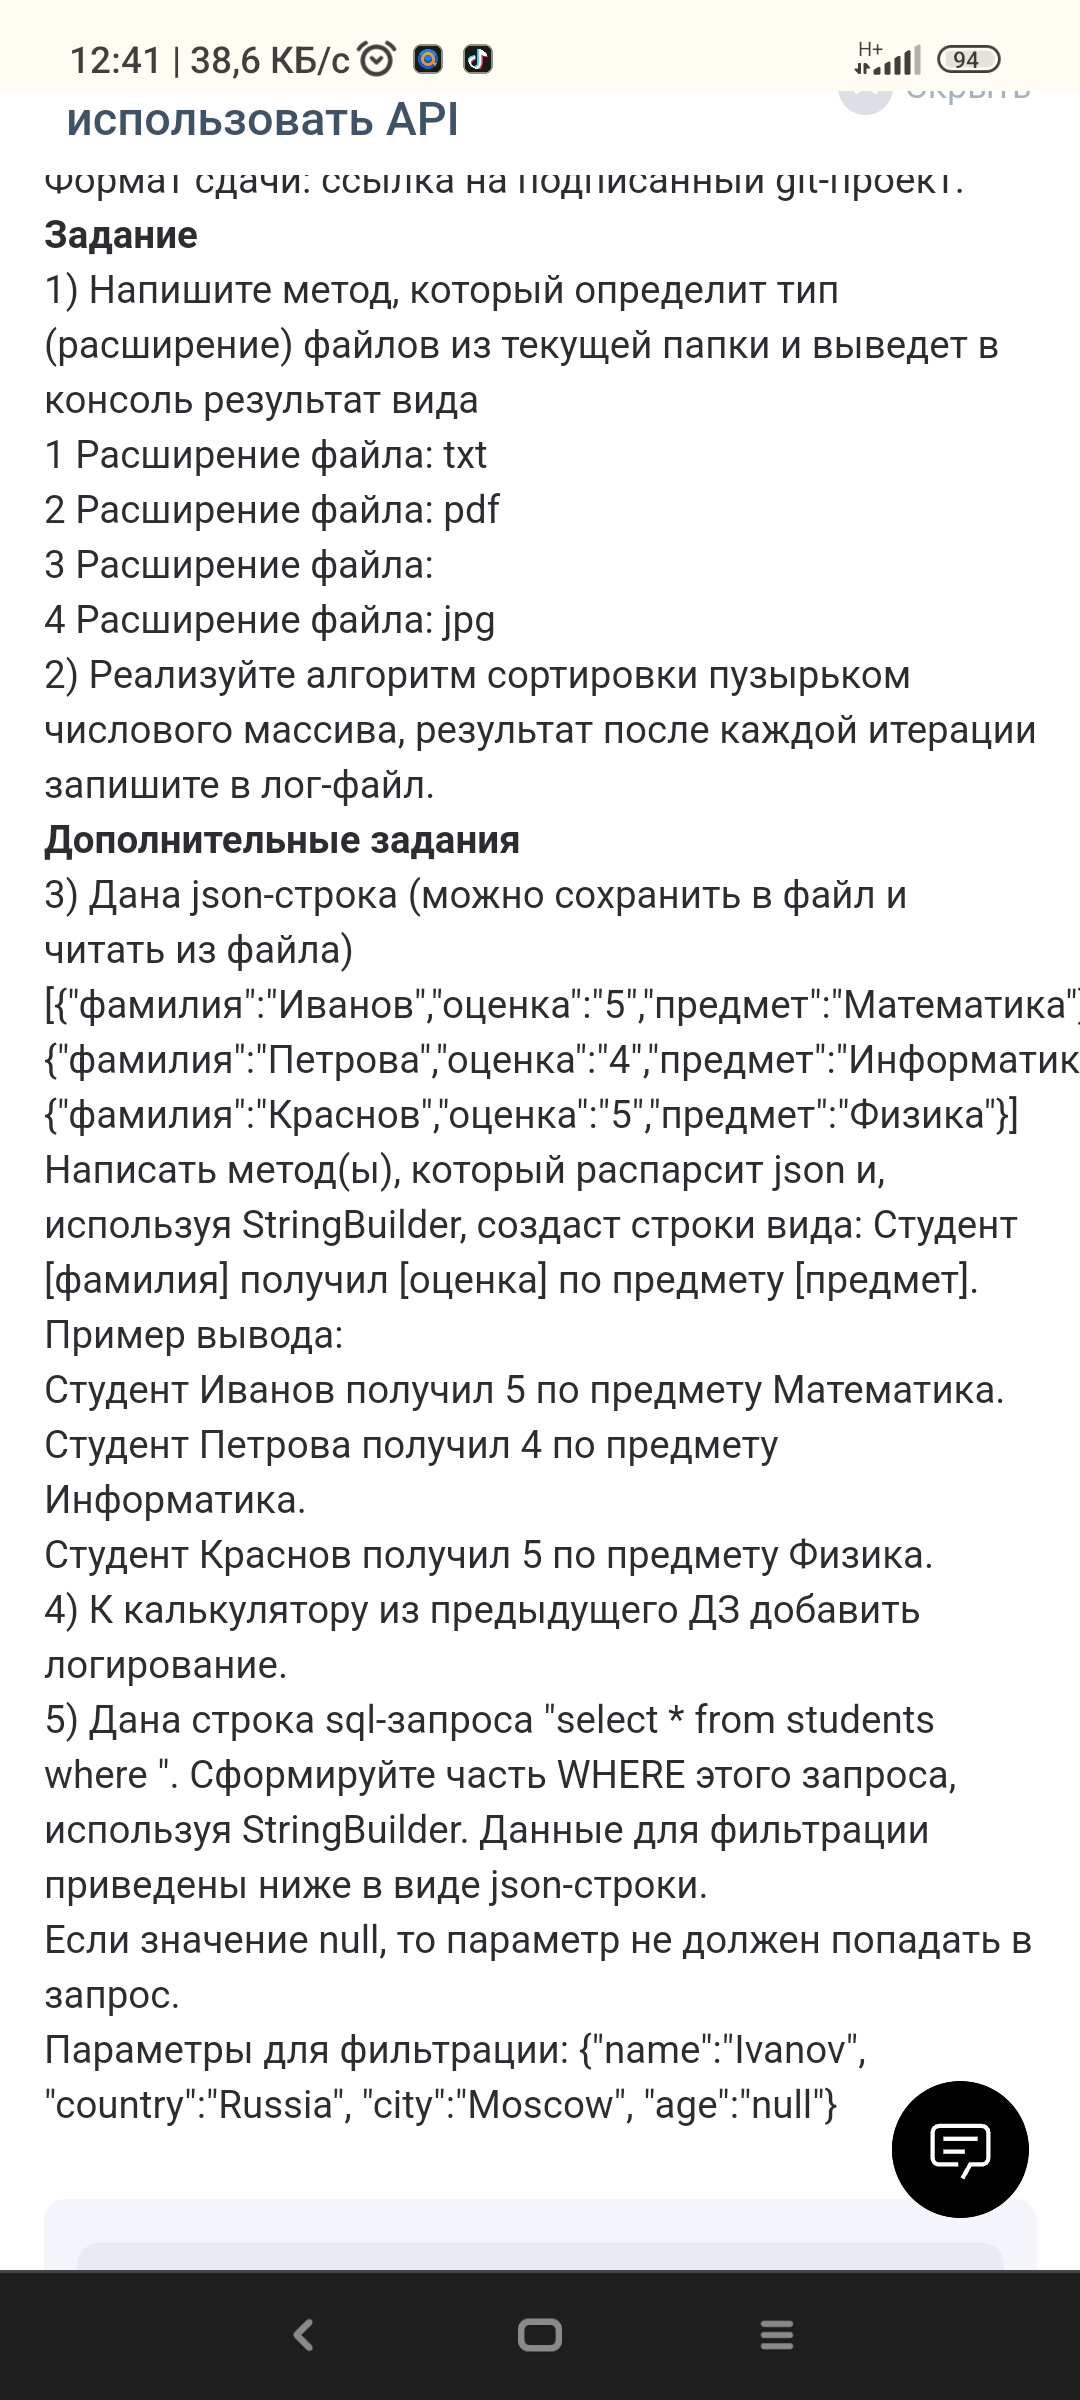 12:41 | 38,6 КБ/с
H+
94
использовать API
Скрыть
Формат сдачи: ссылка на подписанный git-проект.
Задание
1) Напишите метод, который определит тип
(расширение) файлов из текущей папки и выведет в
консоль результат вида
1 Расширение файла: txt
2 Расширение файла: pdf
3 Расширение файла:
4 Расширение файла: jpg
2) Реализуйте алгоритм сортировки пузырьком
числового массива, результат после каждой итерации
запишите в лог-файл.
Дополнительные задания
3) Дана json-строка (можно сохранить в файл и
читать из файла)
[{"фамилия":"Иванов","оценка":"5","предмет":"Математика"}
{"фамилия":"Петрова","оценка":"4","предмет":"Информатик
{"фамилия":"Краснов","оценка":"5","предмет":"Физика"}]
Написать метод(ы), который распарсит json и,
используя StringBuilder, создаст строки вида: Студент
[фамилия] получил [оценка] по предмету [предмет].
Пример вывода:
Студент Иванов получил 5 по предмету Математика.
Студент Петрова получил 4 по предмету
Информатика.
Студент Краснов получил 5 по предмету Физика.
4) К калькулятору из предыдущего ДЗ добавить
логирование.
5) Дана строка sql-запроса "select * from students
where ". Сформируйте часть WHERE этого запроса,
используя StringBuilder. Данные для фильтрации
приведены ниже в виде json-строки.
Если значение null, то параметр не должен попадать в
запрос.
Параметры для фильтрации: {"name":"Ivanov",
"country":"Russia", "city":"Moscow", "age":"null"}